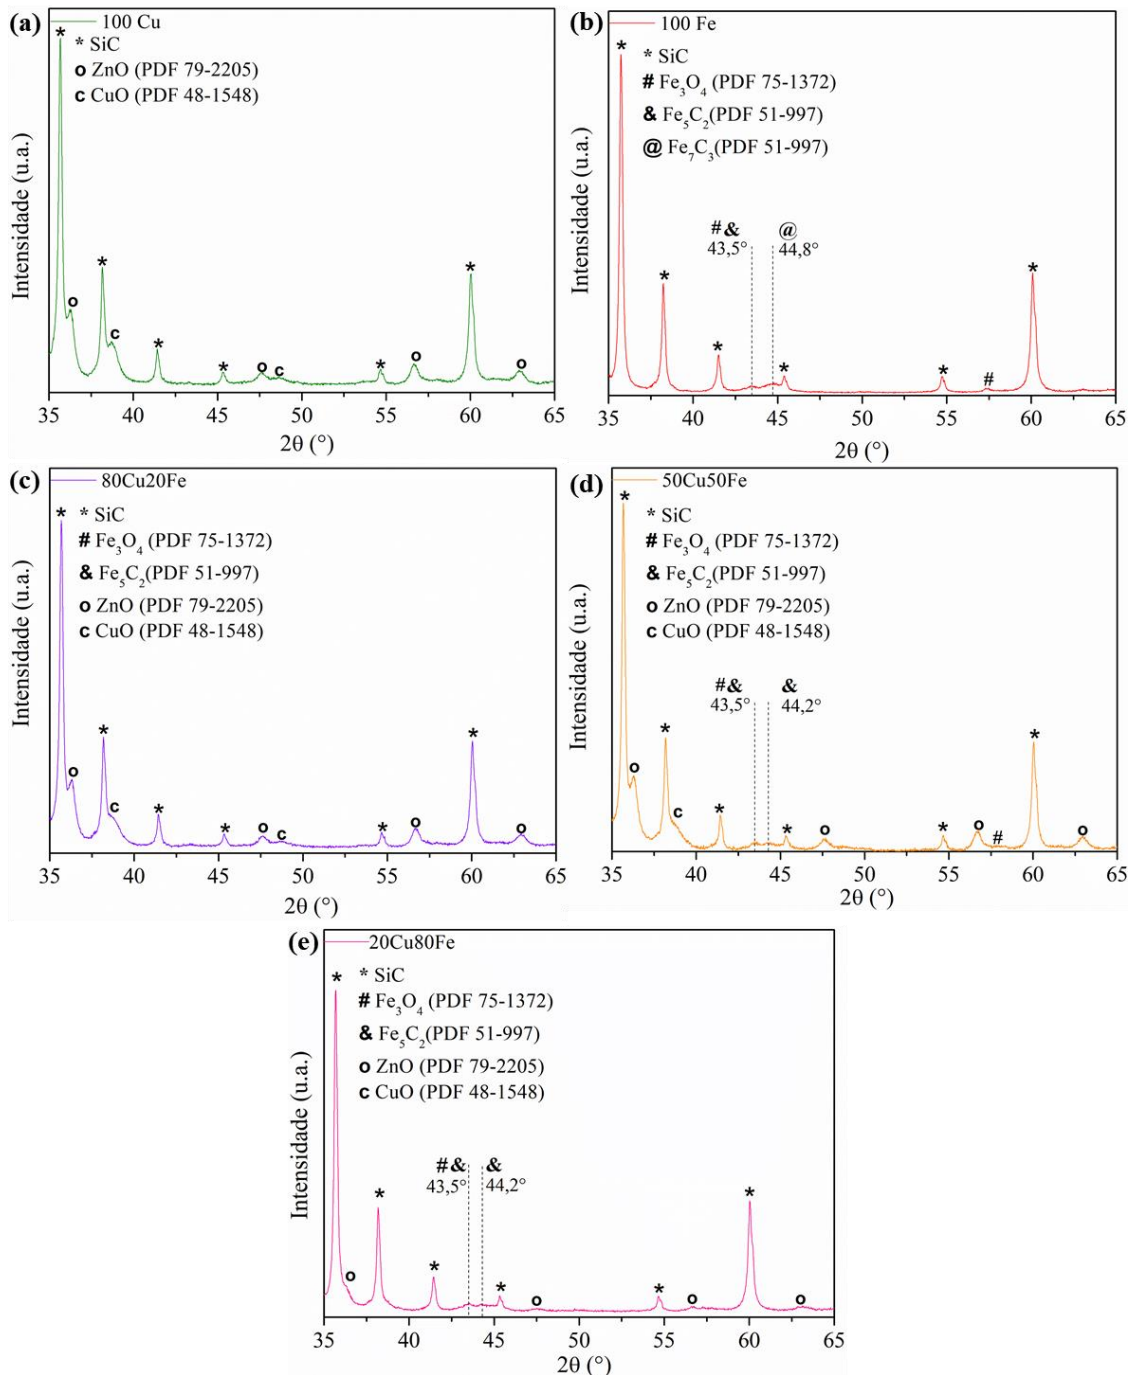 (a)
100 Cu
* SiC
o ZnO (PDF 79-2205)
c CuO (PDF 48-1548)
Intensidade (u.a.)
*
o
*
c
*
*
o
c
*
o
*
o
35 40 45 50 55 60 65
2θ (°)
(b)
100 Fe
* SiC
# Fe₃O₄ (PDF 75-1372)
& Fe₅C₂(PDF 51-997)
@ Fe₇C₃(PDF 51-997)
Intensidade (u.a.)
*
*
*
#& @
43,5° 44,8°
*
*
#
*
35 40 45 50 55 60 65
2θ (°)
(c)
80Cu20Fe
* SiC
# Fe₃O₄ (PDF 75-1372)
& Fe₅C₂(PDF 51-997)
o ZnO (PDF 79-2205)
c CuO (PDF 48-1548)
Intensidade (u.a.)
*
o
*
c
*
*
o
c
*
o
*
o
35 40 45 50 55 60 65
2θ (°)
(d)
50Cu50Fe
* SiC
# Fe₃O₄ (PDF 75-1372)
& Fe₅C₂(PDF 51-997)
o ZnO (PDF 79-2205)
c CuO (PDF 48-1548)
Intensidade (u.a.)
*
o
*
c
*
#& &
43,5° 44,2°
*
o
*
o
#
*
o
35 40 45 50 55 60 65
2θ (°)
(e)
20Cu80Fe
* SiC
# Fe₃O₄ (PDF 75-1372)
& Fe₅C₂(PDF 51-997)
o ZnO (PDF 79-2205)
c CuO (PDF 48-1548)
Intensidade (u.a.)
*
o
*
*
#& &
43,5° 44,2°
*
o
*
o
*
o
35 40 45 50 55 60 65
2θ (°)